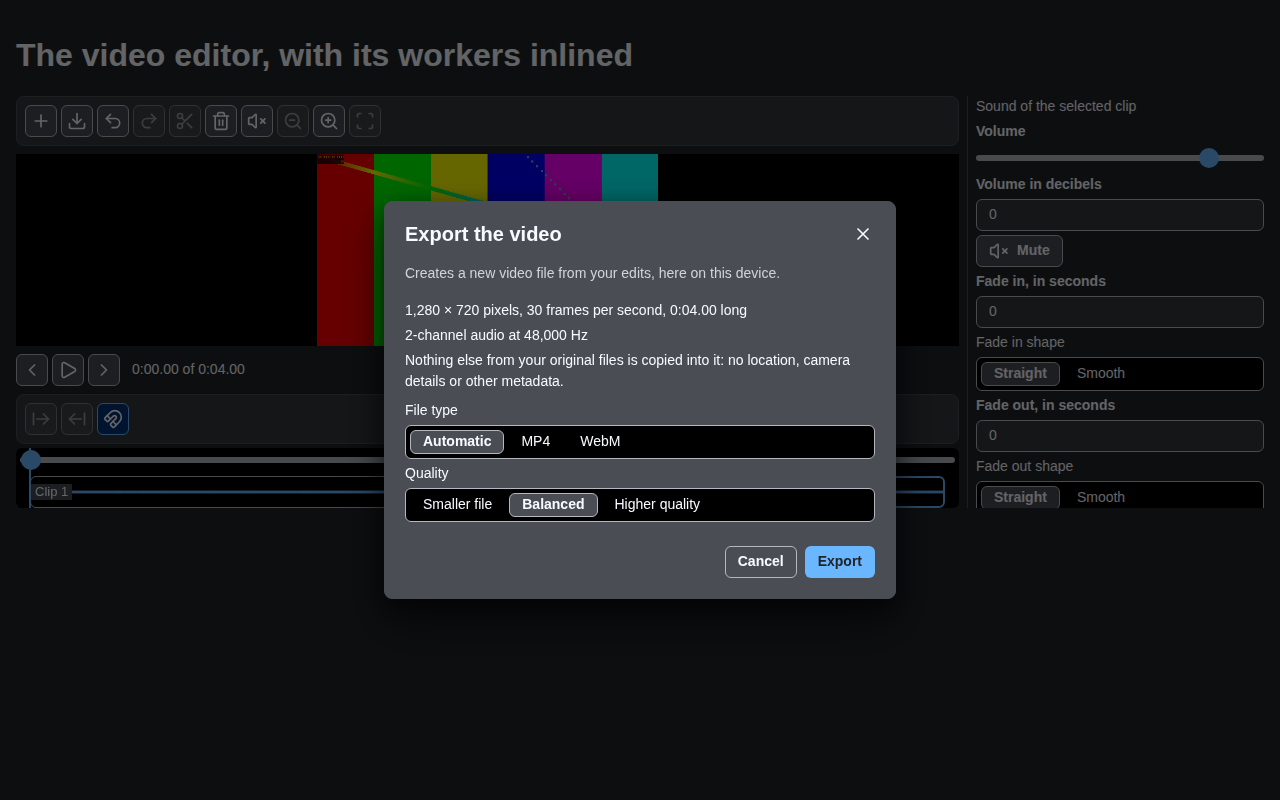 The video editor, with its workers inlined
Sound of the selected clip
Volume
Volume in decibels
0
Mute
Fade in, in seconds
0
Fade in shape
Straight Smooth
Fade out, in seconds
0
Fade out shape
Straight Smooth
0:00.00 of 0:04.00
Clip 1
Export the video
Creates a new video file from your edits, here on this device.
1,280 × 720 pixels, 30 frames per second, 0:04.00 long
2-channel audio at 48,000 Hz
Nothing else from your original files is copied into it: no location, camera
details or other metadata.
File type
Automatic MP4 WebM
Quality
Smaller file Balanced Higher quality
Cancel Export